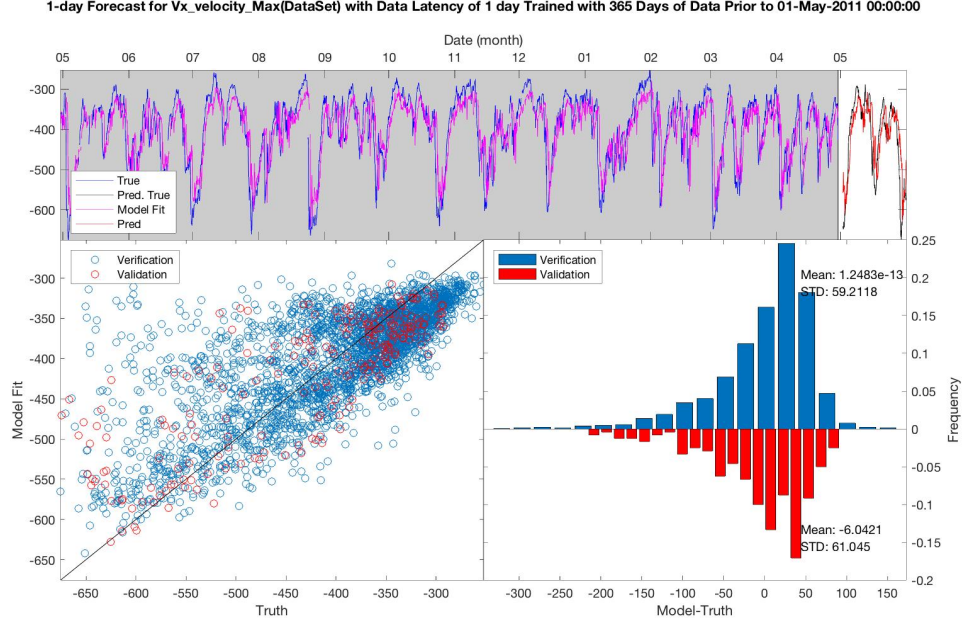 1-day Forecast for Vx_velocity_Max(DataSet) with Data Latency of 1 day Trained with 365 Days of Data Prior to 01-May-2011 00:00:00
Date (month)
05 06 07 08 09 10 11 12 01 02 03 04 05
-300
-400
-500
-600
True
Pred. True
Model Fit
Pred
Verification
Validation
-300
-350
-400
-450
-500
-550
-600
-650
Model Fit
-650 -600 -550 -500 -450 -400 -350 -300
Truth
Verification
Validation
Mean: 1.2483e-13
STD: 59.2118
Mean: -6.0421
STD: 61.045
0.25
0.2
0.15
0.1
0.05
0
-0.05
-0.1
-0.15
-0.2
Frequency
-300 -250 -200 -150 -100 -50 0 50 100 150
Model-Truth